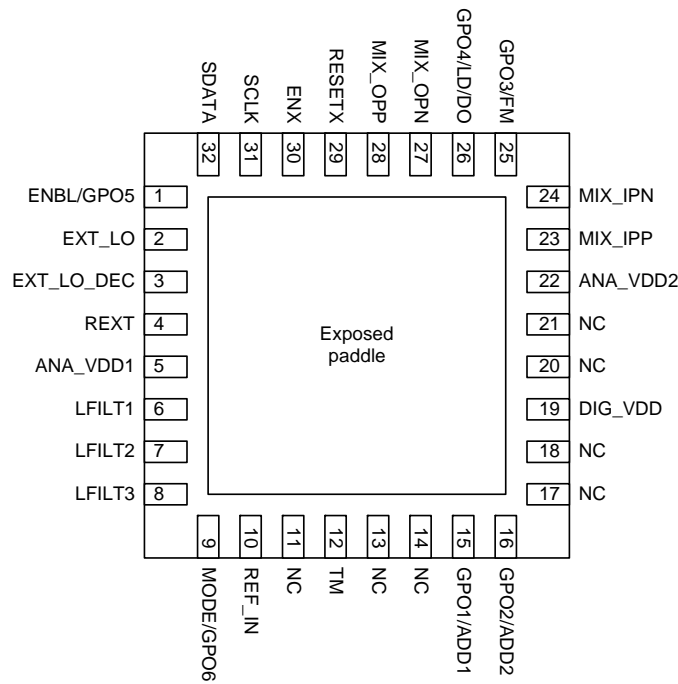 SDATA
SCLK
ENX
RESETX
MIX_OPP
MIX_OPN
GPO4/LD/DO
GPO3/FM
32
31
30
29
28
27
26
25
ENBL/GPO5 1
EXT_LO 2
EXT_LO_DEC 3
REXT 4
ANA_VDD1 5
LFILT1 6
LFILT2 7
LFILT3 8
Exposed
paddle
24 MIX_IPN
23 MIX_IPP
22 ANA_VDD2
21 NC
20 NC
19 DIG_VDD
18 NC
17 NC
9
10
11
12
13
14
15
16
MODE/GPO6
REF_IN
NC
TM
NC
NC
GPO1/ADD1
GPO2/ADD2